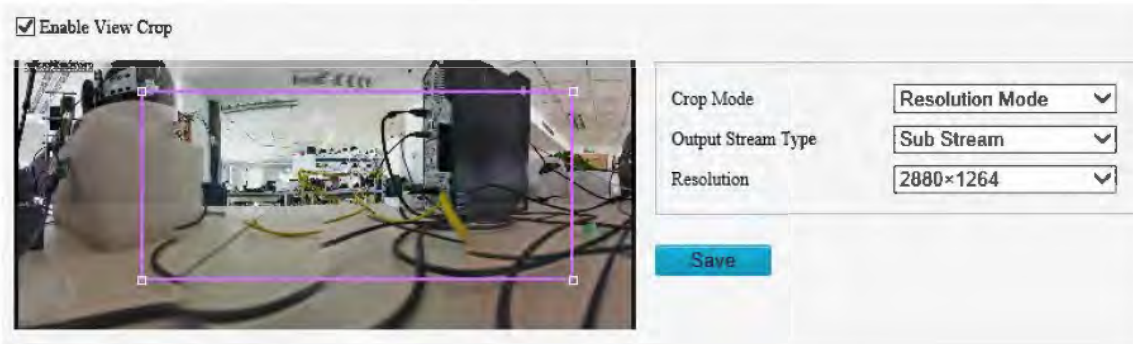 Enable View Crop
Crop Mode
Resolution Mode
Output Stream Type
Sub Stream
Resolution
2880×1264
Save